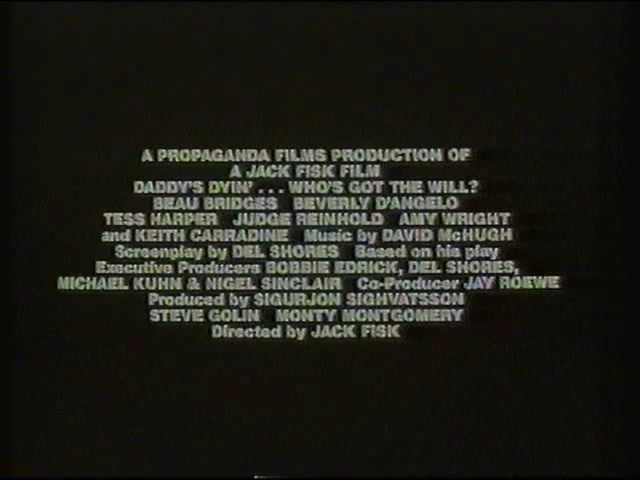 A PROPAGANDA FILMS PRODUCTION OF
A JACK FISK FILM
DADDY'S DYIN' . . . WHO'S GOT THE WILL?
BEAU BRIDGES BEVERLY D'ANGELO
TESS HARPER JUDGE REINHOLD AMY WRIGHT
and KEITH CARRADINE Music by DAVID McHUGH
Screenplay by DEL SHORES Based on his play
Executive Producers BOBBIE EDRICK, DEL SHORES,
MICHAEL KUHN & NIGEL SINCLAIR Co-Producer JAY ROEWE
Produced by SIGURJON SIGHVATSSON
STEVE GOLIN MONTY MONTGOMERY
Directed by JACK FISK